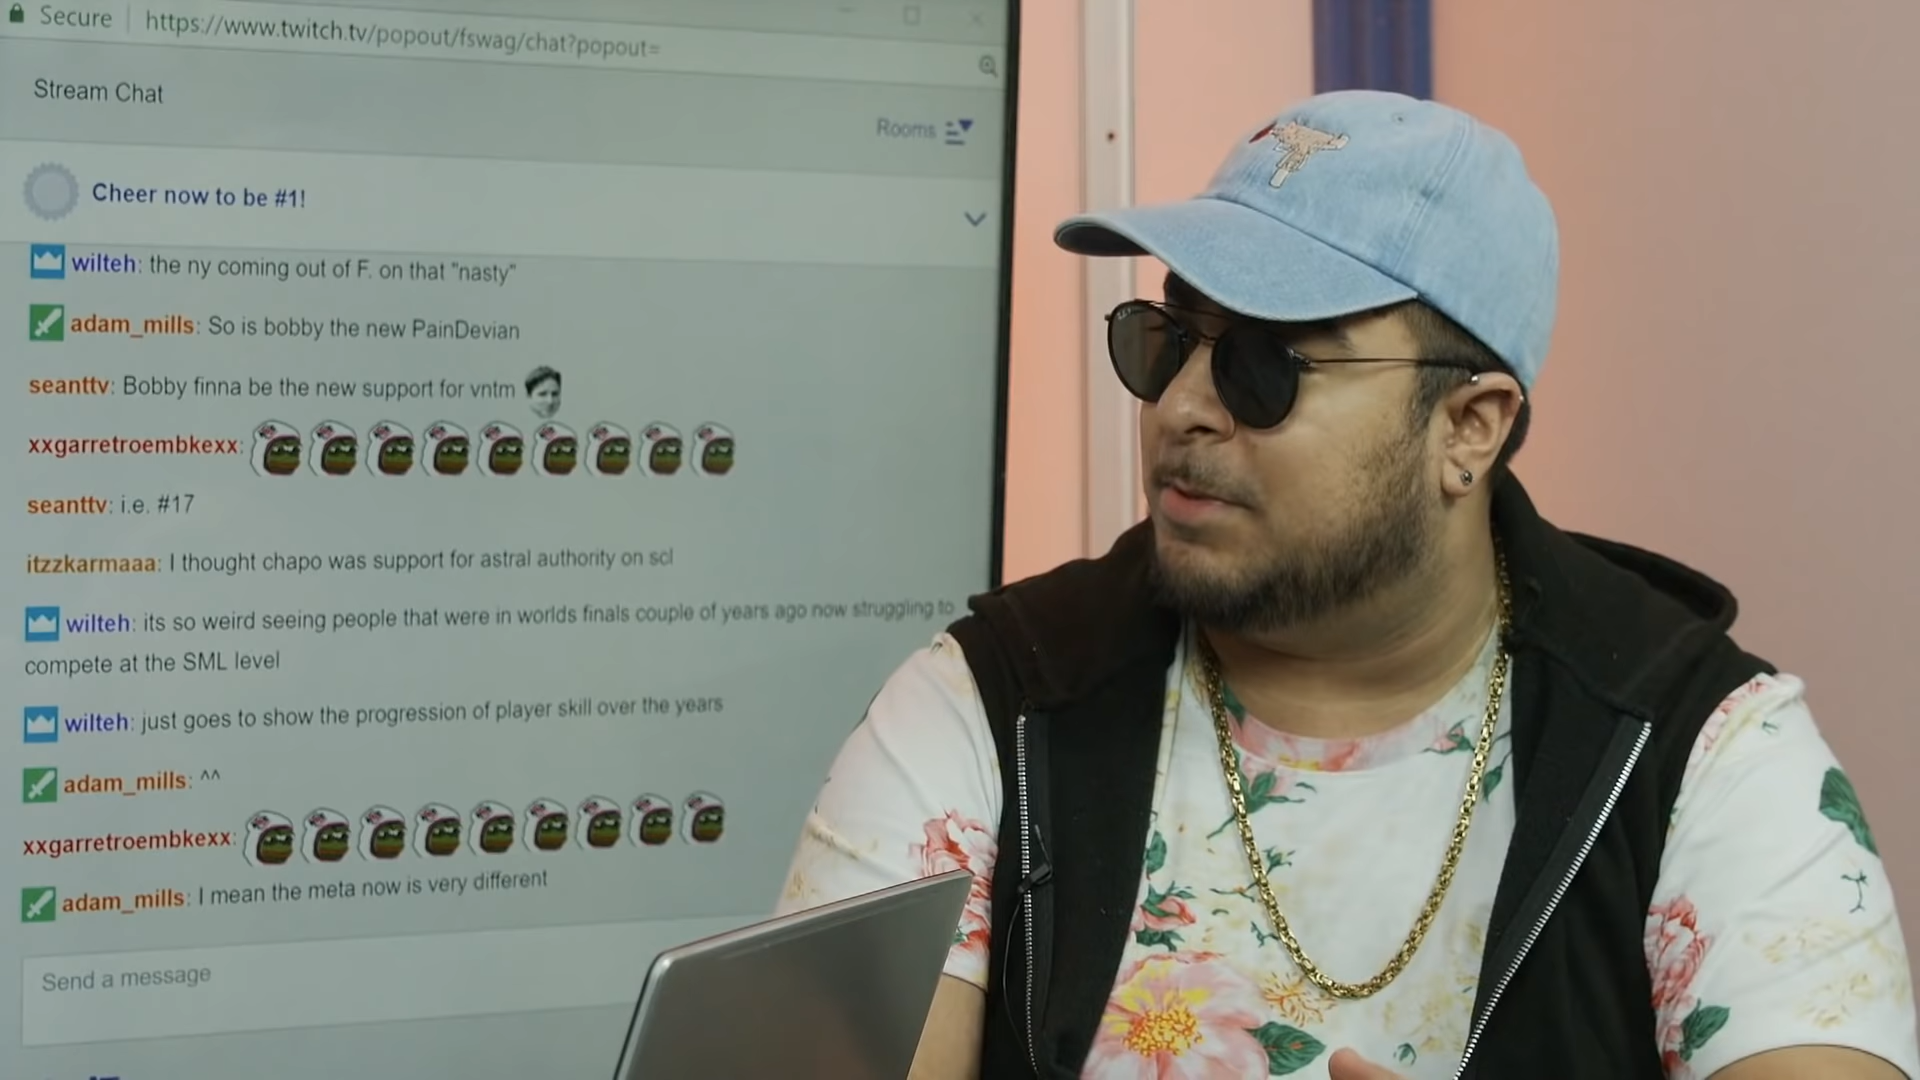 Secure https://www.twitch.tv/popout/fswag/chat?popout=
Stream Chat
Rooms
Cheer now to be #1!
wilteh: the ny coming out of F. on that "nasty"
adam_mills: So is bobby the new PainDevian
seanttv: Bobby finna be the new support for vntm
xxgarretroembkexx:
seanttv: i.e. #17
itzzkarmaaa: I thought chapo was support for astral authority on scl
wilteh: its so weird seeing people that were in worlds finals couple of years ago now struggling to
compete at the SML level
wilteh: just goes to show the progression of player skill over the years
adam_mills: ^^
xxgarretroembkexx:
adam_mills: I mean the meta now is very different
Send a message